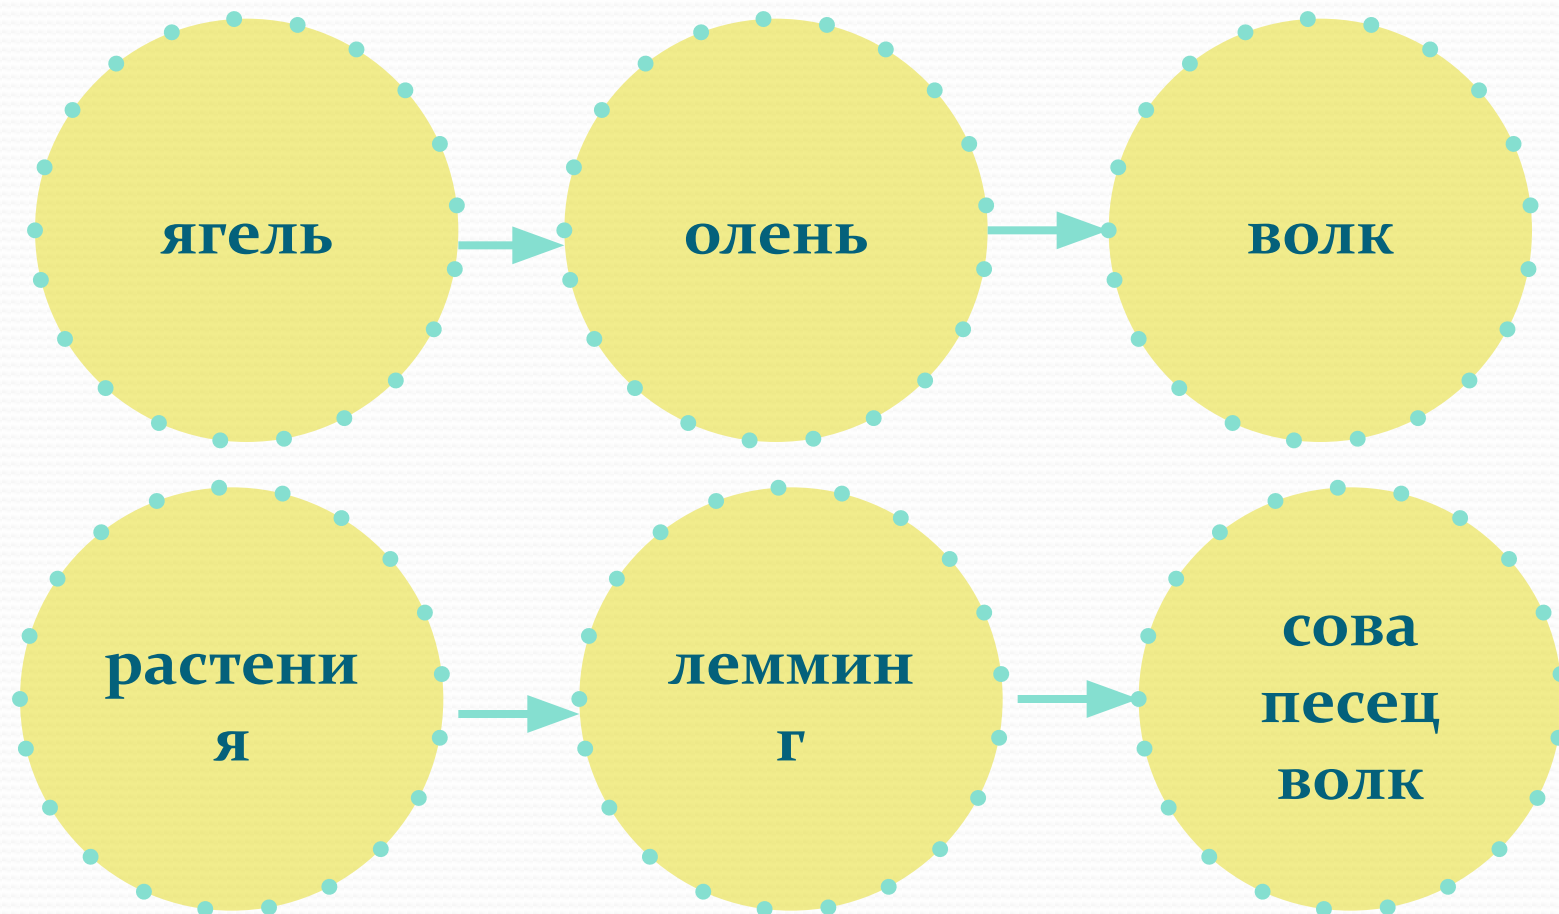 ягель
олень
волк
растени
я
леммин
г
сова
песец
волк